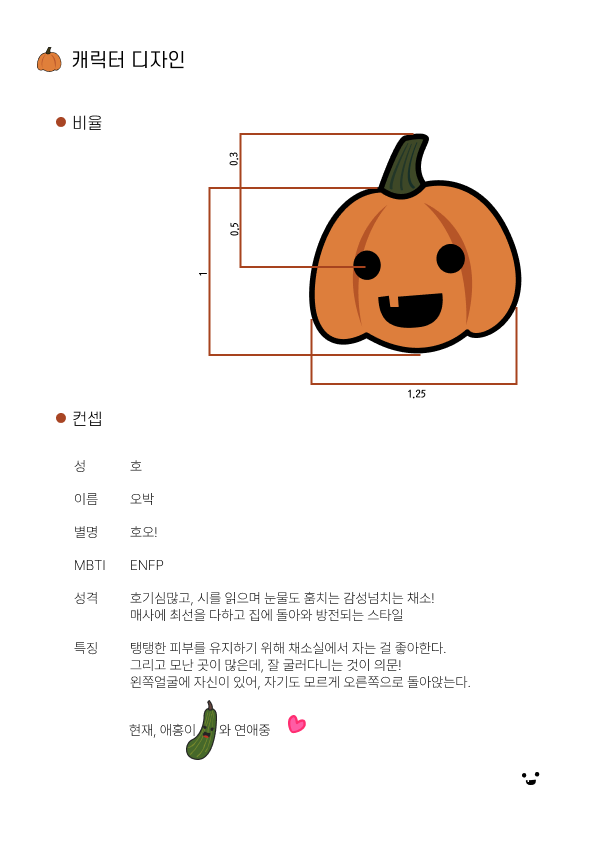 캐릭터 디자인
비율
0.3
0.5
1
1.25
컨셉
성 호
이름 오박
별명 호오!
MBTI ENFP
성격 호기심많고, 시를 읽으며 눈물도 훔치는 감성넘치는 채소!
매사에 최선을 다하고 집에 돌아와 방전되는 스타일
특징 탱탱한 피부를 유지하기 위해 채소실에서 자는 걸 좋아한다.
그리고 모난 곳이 많은데, 잘 굴러다니는 것이 의문!
왼쪽얼굴에 자신이 있어, 자기도 모르게 오른쪽으로 돌아앉는다.
현재, 애홍이 와 연애중